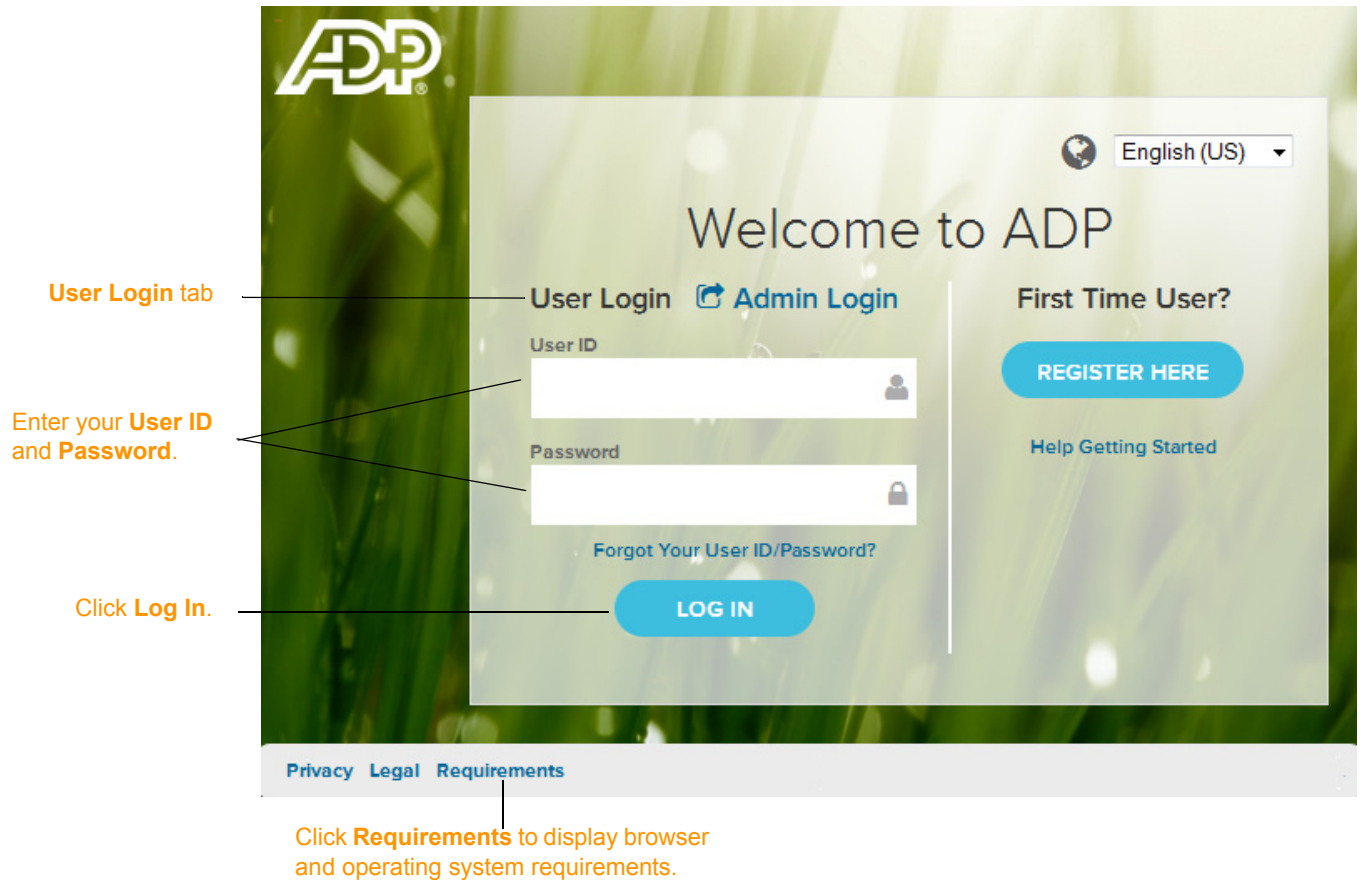 ADP®
English (US)
Welcome to ADP
User Login tab
User Login Admin Login
First Time User?
User ID
REGISTER HERE
Enter your User ID
and Password.
Password
Help Getting Started
Forgot Your User ID/Password?
Click Log In.
LOG IN
Privacy Legal Requirements
Click Requirements to display browser
and operating system requirements.